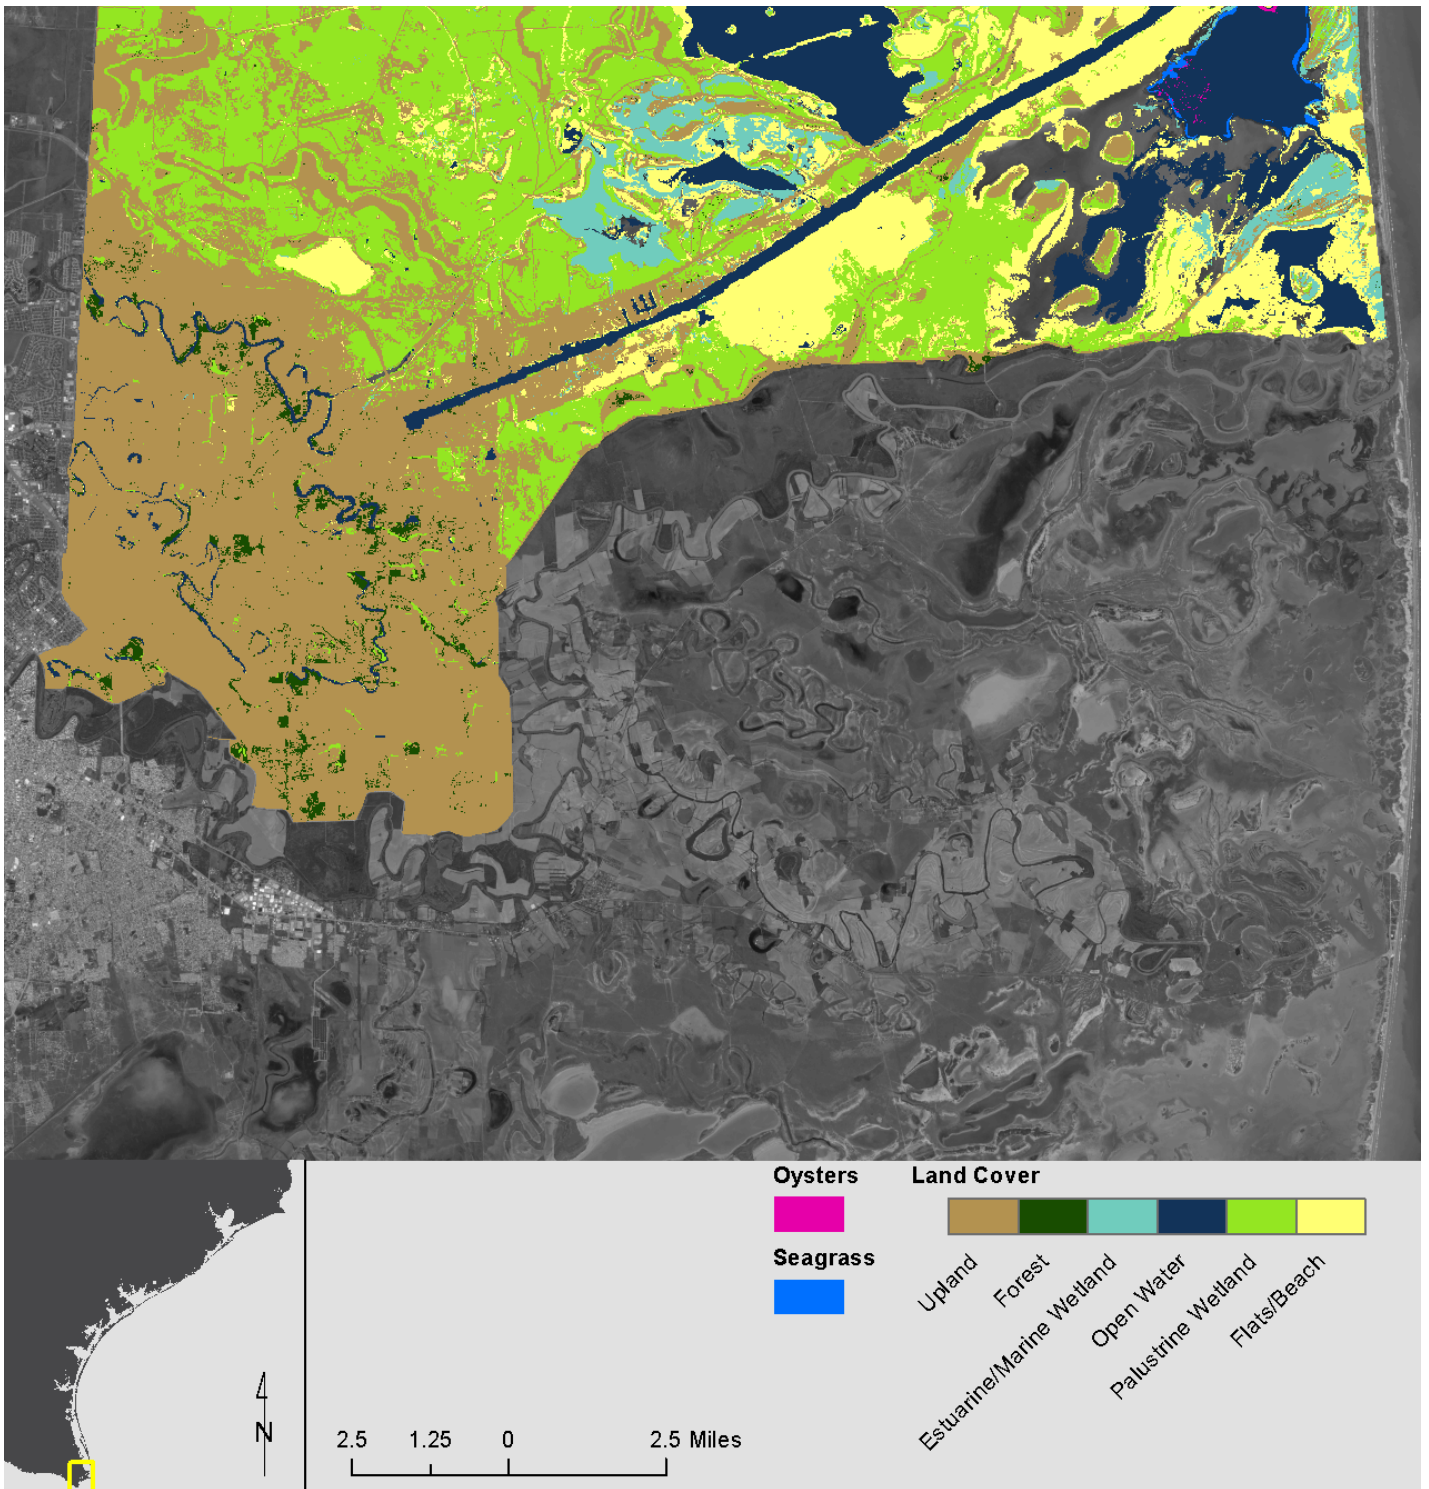 Oysters
Seagrass
Land Cover
Upland
Forest
Estuarine/Marine Wetland
Open Water
Palustrine Wetland
Flats/Beach
N
2.5 1.25 0 2.5 Miles